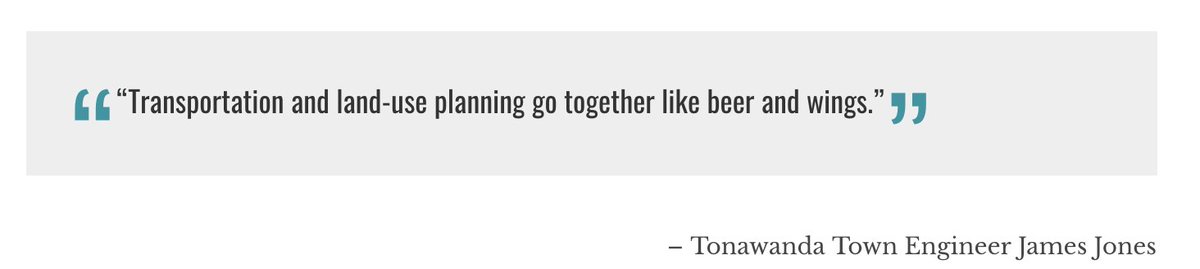 “ “Transportation and land-use planning go together like beer and wings.” ”
– Tonawanda Town Engineer James Jones